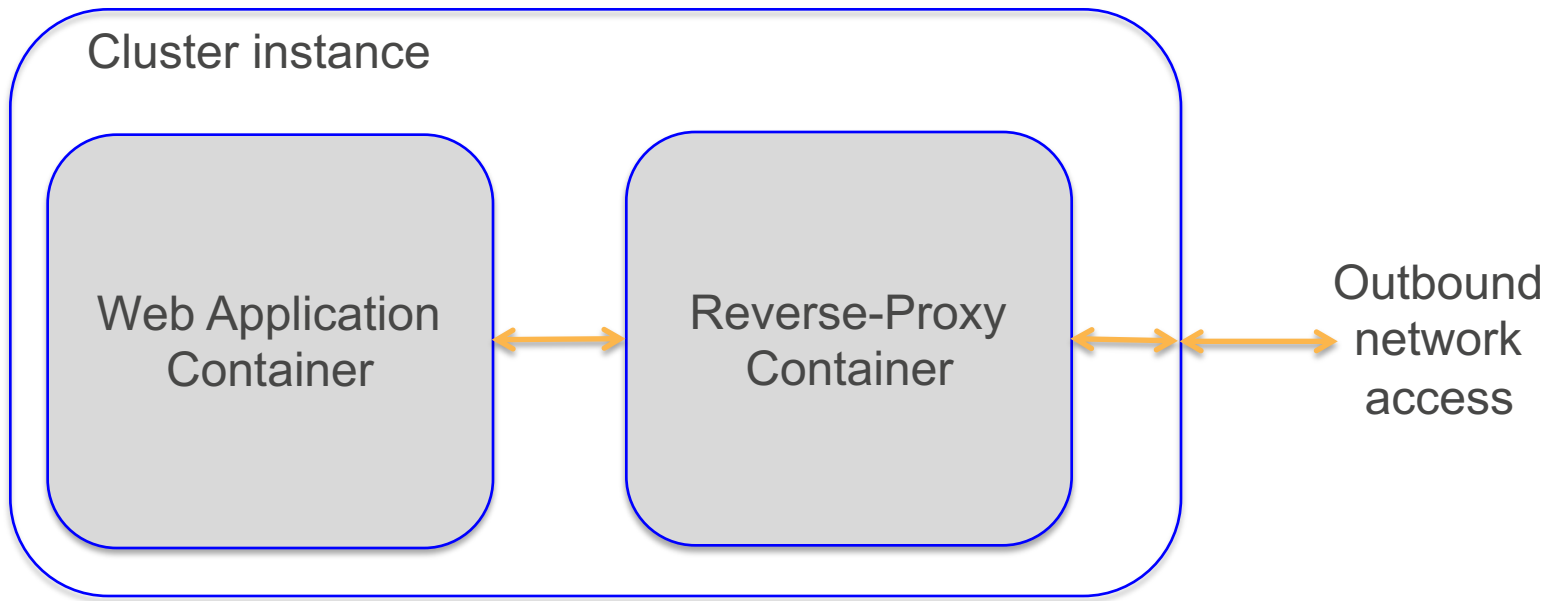 Cluster instance
Web Application
Container
Reverse-Proxy
Container
Outbound
network
access